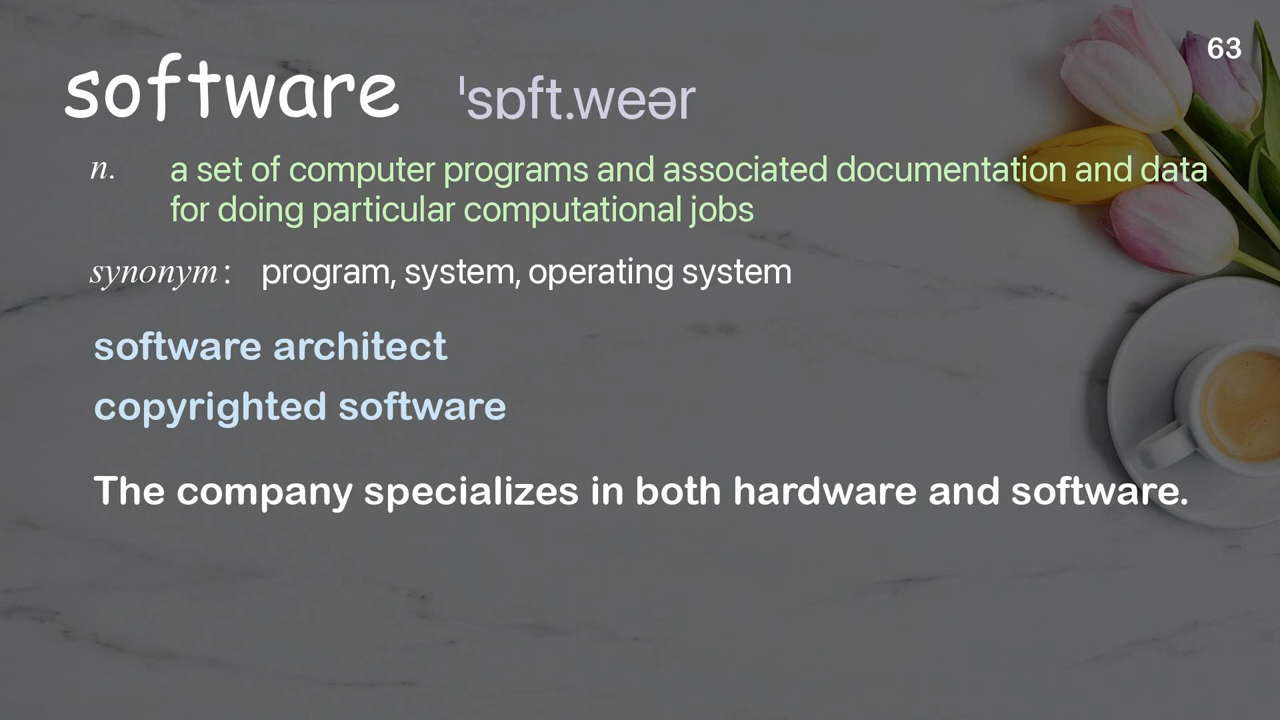 63
software ˈsɒft.weər
n. a set of computer programs and associated documentation and data
for doing particular computational jobs
synonym: program, system, operating system
software architect
copyrighted software
The company specializes in both hardware and software.